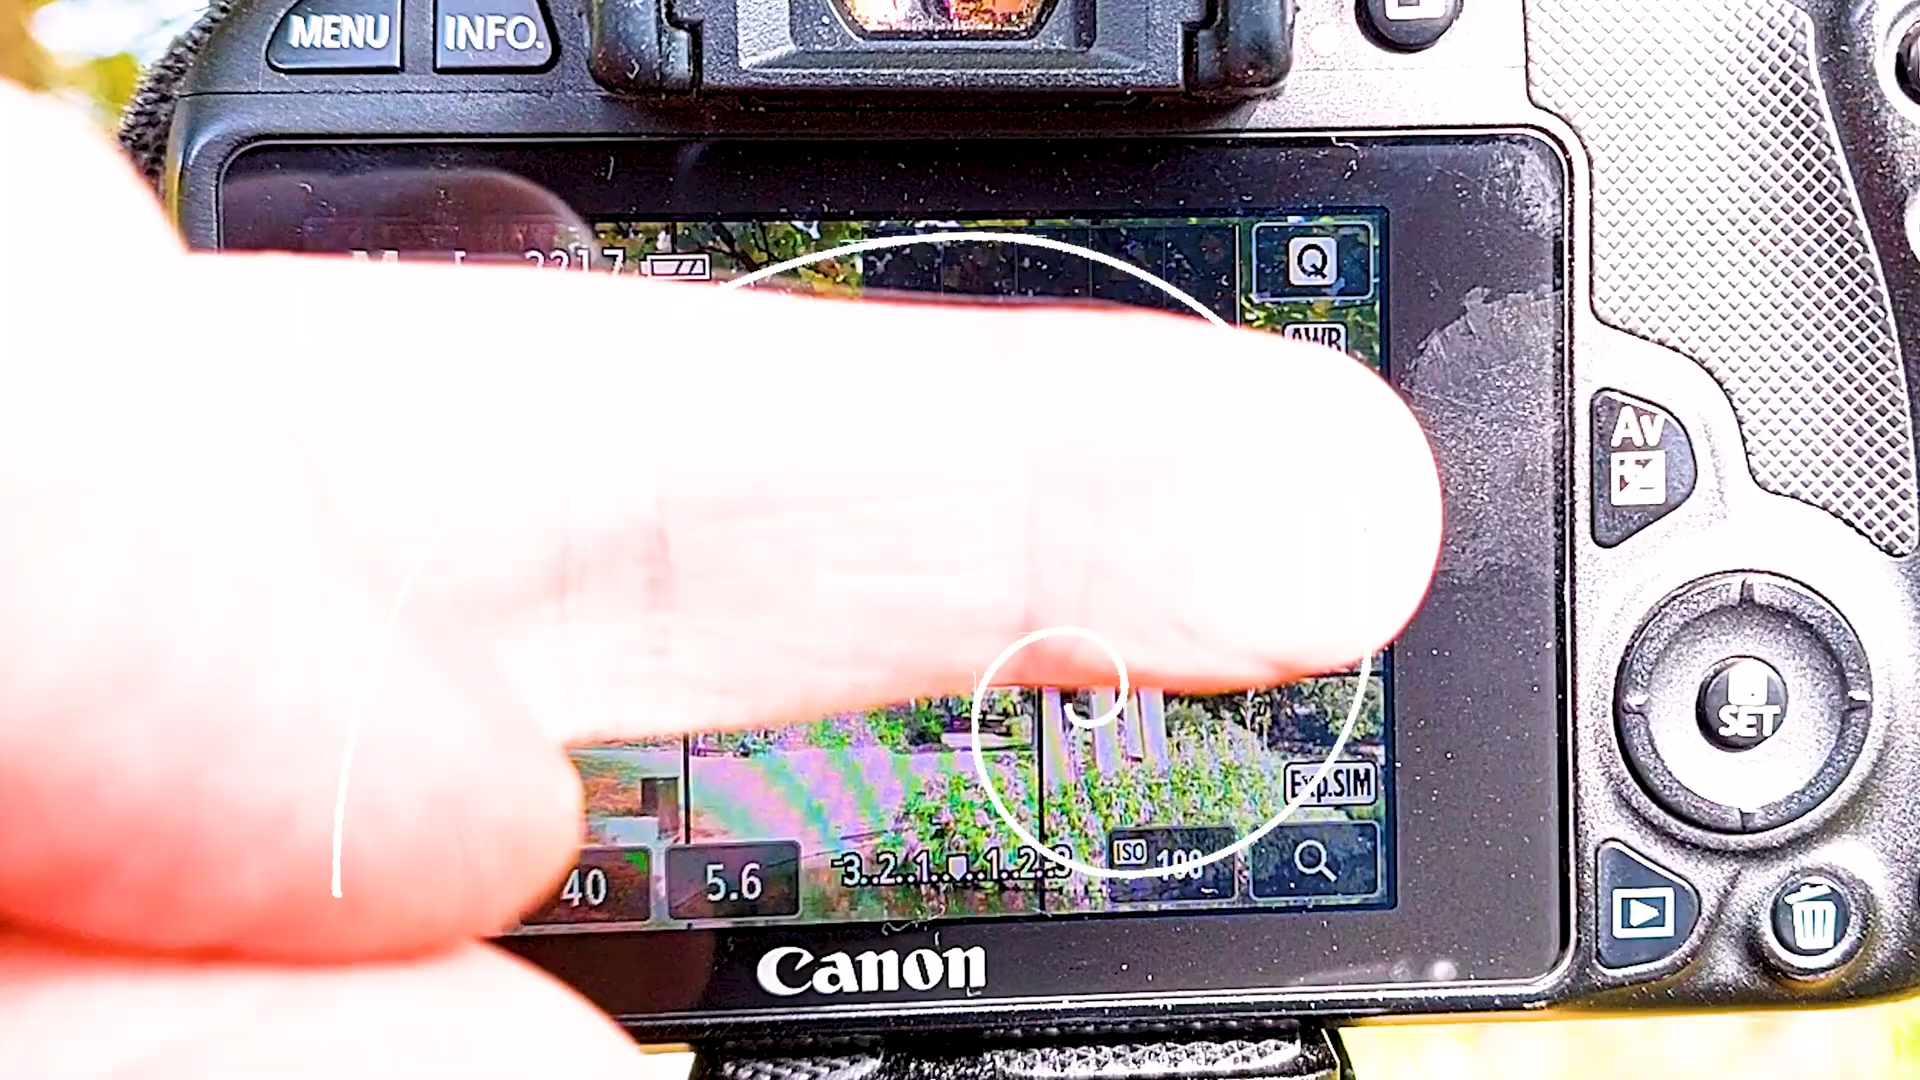 MENU INFO.
2217
Q
AWB
Av
SET
Exp.SIM
40 5.6 -3..2..1..▯..1..2..3 ISO 100
Canon